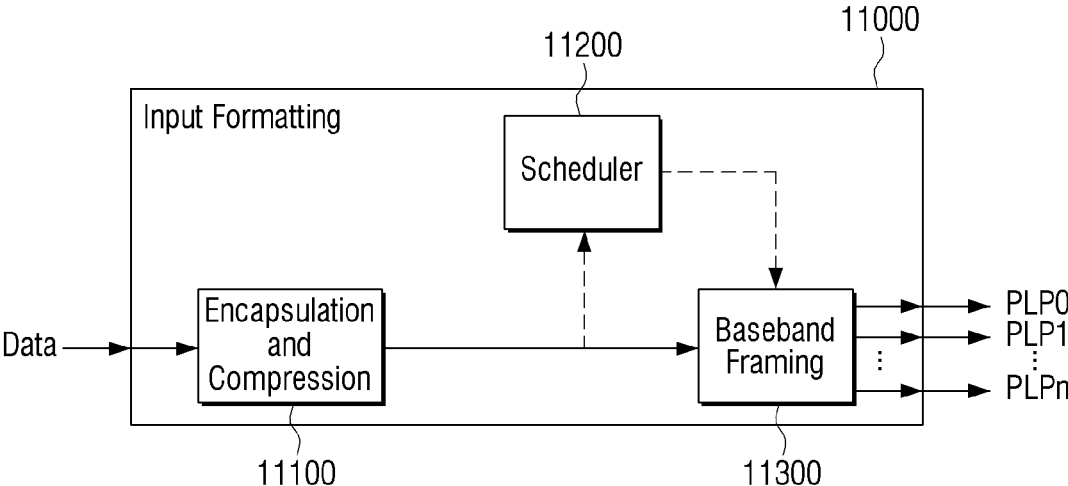 11000
11200
Input Formatting
Scheduler
Encapsulation
and
Compression
Data
Baseband
Framing
PLP0
PLP1
PLPn
11100
11300